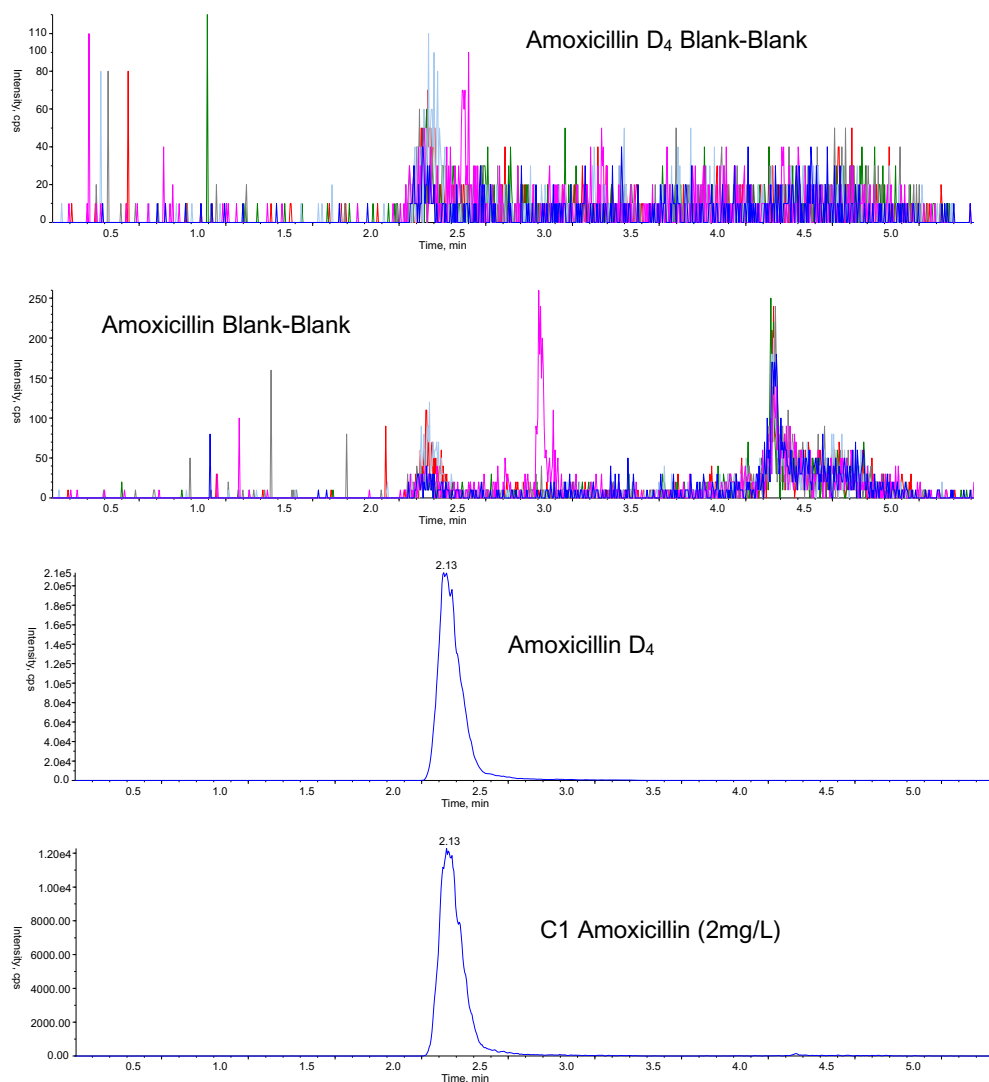 Amoxicillin D₄ Blank-Blank
Intensity, cps
110
100
80
60
40
20
0
0.5 1.0 1.5 2.0 2.5 3.0 3.5 4.0 4.5 5.0
Time, min
Amoxicillin Blank-Blank
Intensity, cps
250
200
150
100
50
0
0.5 1.0 1.5 2.0 2.5 3.0 3.5 4.0 4.5 5.0
Time, min
2.13
Amoxicillin D₄
Intensity, cps
2.1e5
2.0e5
1.8e5
1.6e5
1.4e5
1.2e5
1.0e5
8.0e4
6.0e4
4.0e4
2.0e4
0.0
0.5 1.0 1.5 2.0 2.5 3.0 3.5 4.0 4.5 5.0
Time, min
2.13
C1 Amoxicillin (2mg/L)
Intensity, cps
1.20e4
1.00e4
8000.00
6000.00
4000.00
2000.00
0.00
0.5 1.0 1.5 2.0 2.5 3.0 3.5 4.0 4.5 5.0
Time, min